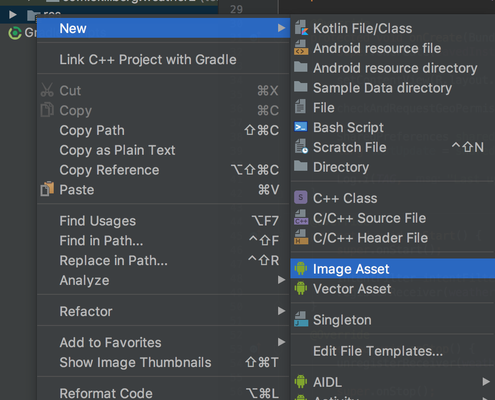 29
New
Link C++ Project with Gradle
Cut ⌘X
Copy ⌘C
Copy Path ⇧⌘C
Copy as Plain Text
Copy Reference ⌥⇧⌘C
Paste ⌘V
Find Usages ⌥F7
Find in Path... ^⇧F
Replace in Path... ^⇧R
Analyze
Refactor
Add to Favorites
Show Image Thumbnails ⇧⌘T
Reformat Code ⌥⌘L
Kotlin File/Class
Android resource file
Android resource directory
Sample Data directory
File
Bash Script
Scratch File ^⇧N
Directory
C++ Class
C/C++ Source File
C/C++ Header File
Image Asset
Vector Asset
Singleton
Edit File Templates...
AIDL
Activity